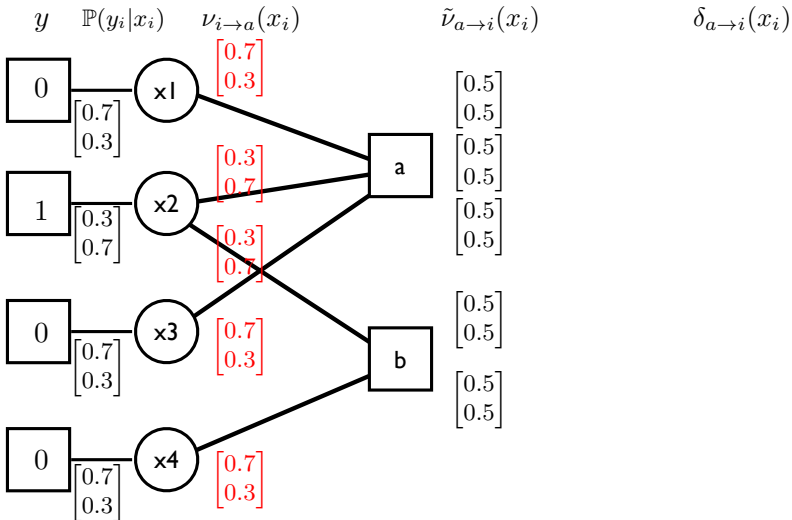 y P(y_i|x_i) ν_{i→a}(x_i) ν̃_{a→i}(x_i) δ_{a→i}(x_i)
0 [0.7 0.3] x1 [0.7 0.3]
[0.5 0.5]
a
[0.5 0.5]
1 [0.3 0.7] x2 [0.3 0.7]
[0.5 0.5]
[0.3 0.7]
0 [0.7 0.3] x3 [0.7 0.3]
[0.5 0.5]
b
[0.5 0.5]
0 [0.7 0.3] x4 [0.7 0.3]